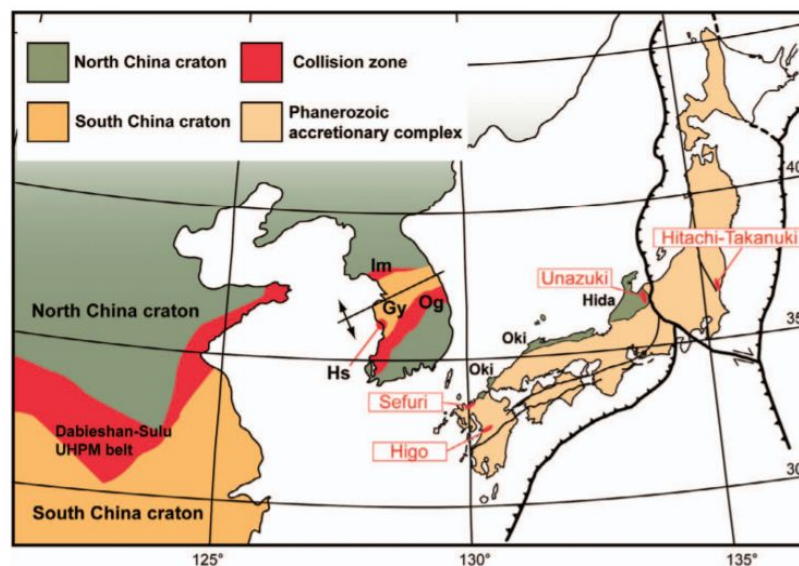 North China craton
Collision zone
South China craton
Phanerozoic
accretionary complex
40
Hitachi-Takanuki
Im
Unazuki
Gy
Og
Hida
North China craton
35
Oki
Hs
Oki
Sefuri
Dabieshan-Sulu
UHPM belt
Higo
30
South China craton
125°
130°
135°